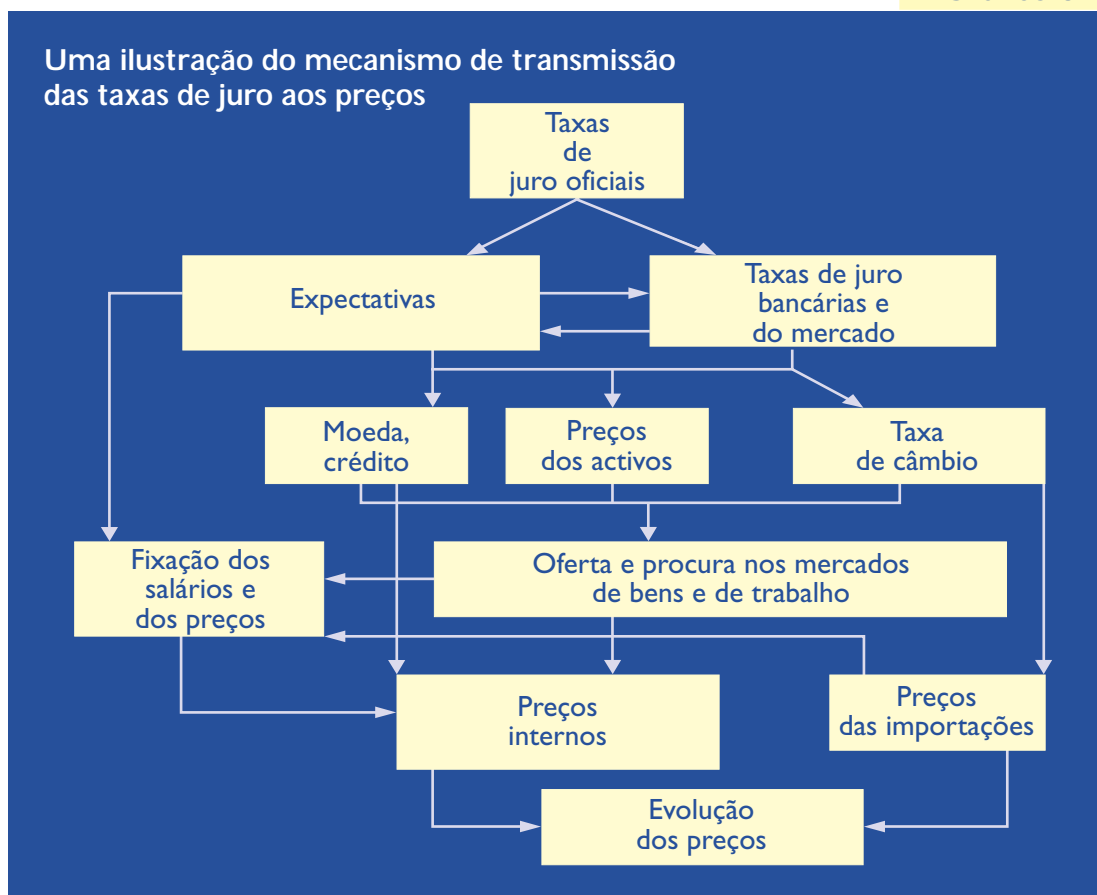 Uma ilustração do mecanismo de transmissão
das taxas de juro aos preços
Taxas
de
juro oficiais
Expectativas
Taxas de juro
bancárias e
do mercado
Moeda,
crédito
Preços
dos activos
Taxa
de câmbio
Fixação dos
salários e
dos preços
Oferta e procura nos mercados
de bens e de trabalho
Preços
internos
Preços
das importações
Evolução
dos preços